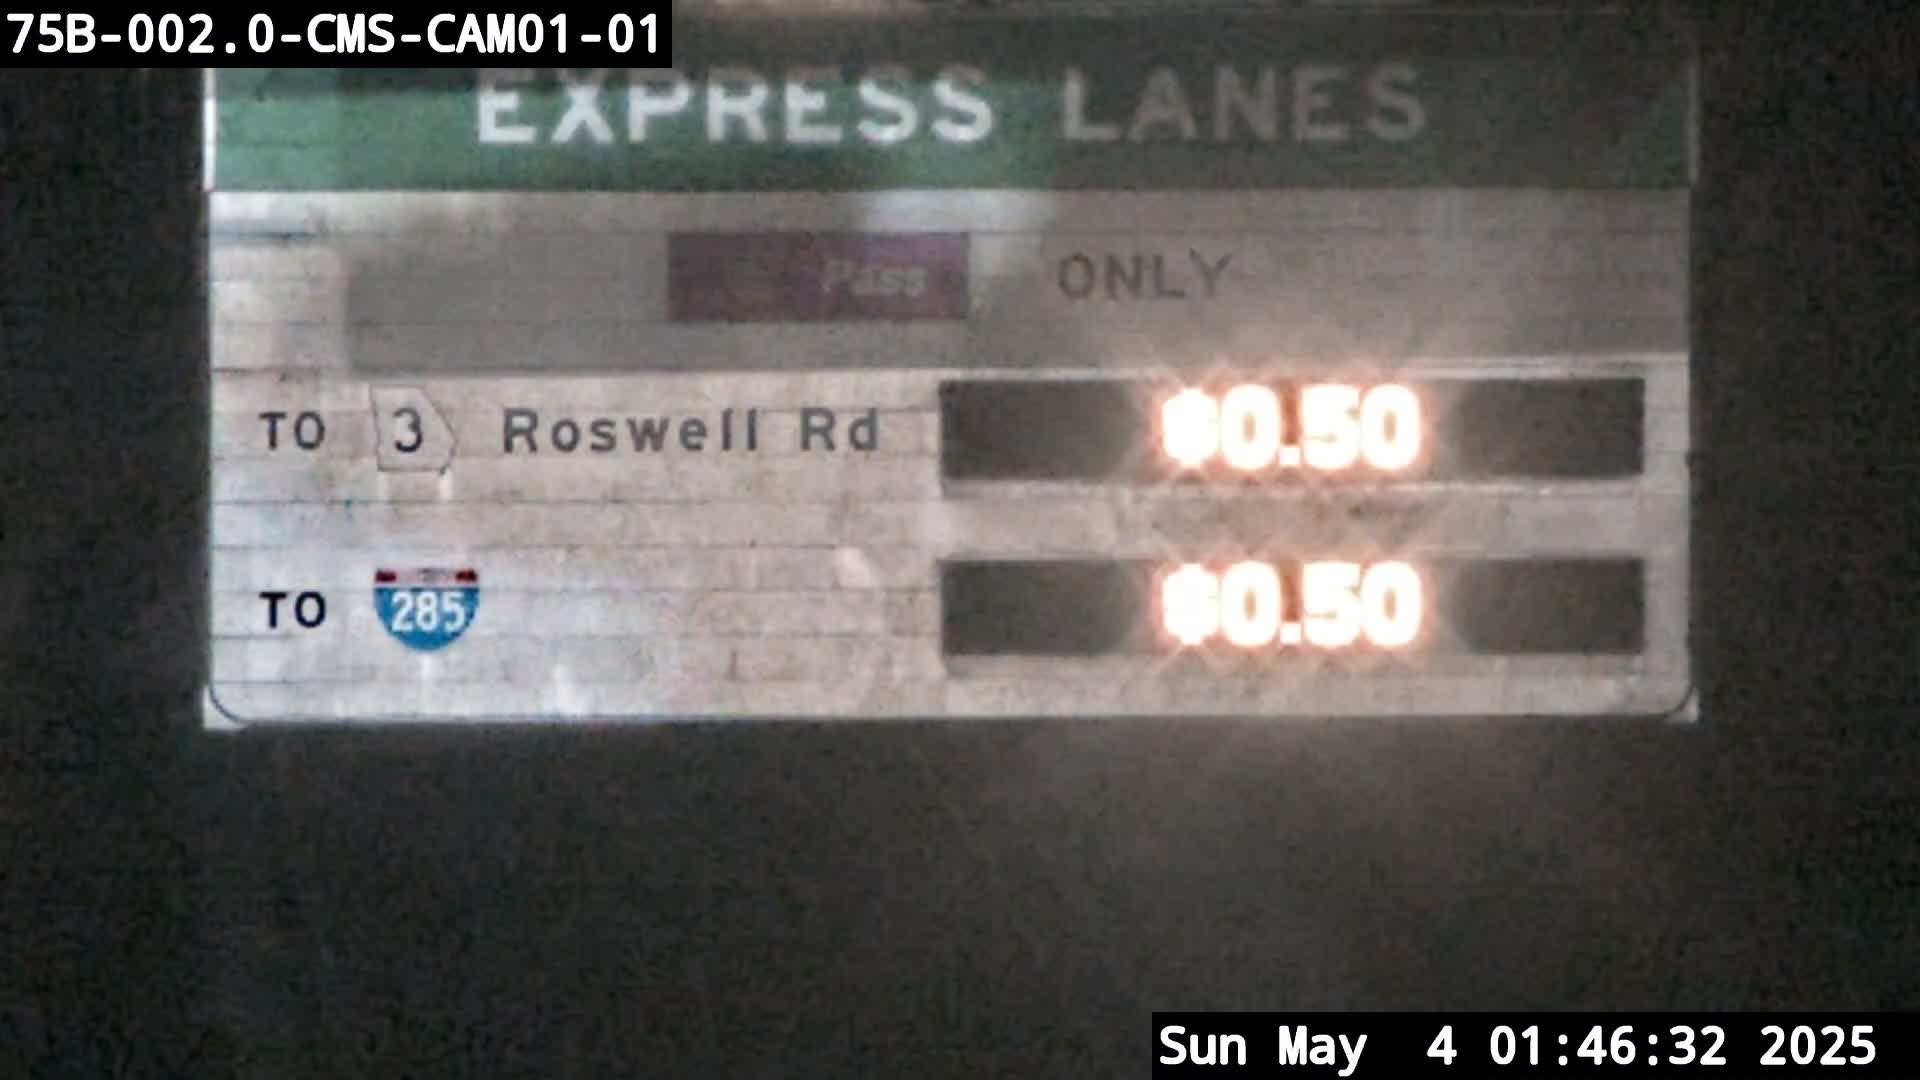 75B-002.0-CMS-CAM01-01
EXPRESS LANES
Pass ONLY
TO 3 Roswell Rd $0.50
TO 285 $0.50
Sun May 4 01:46:32 2025